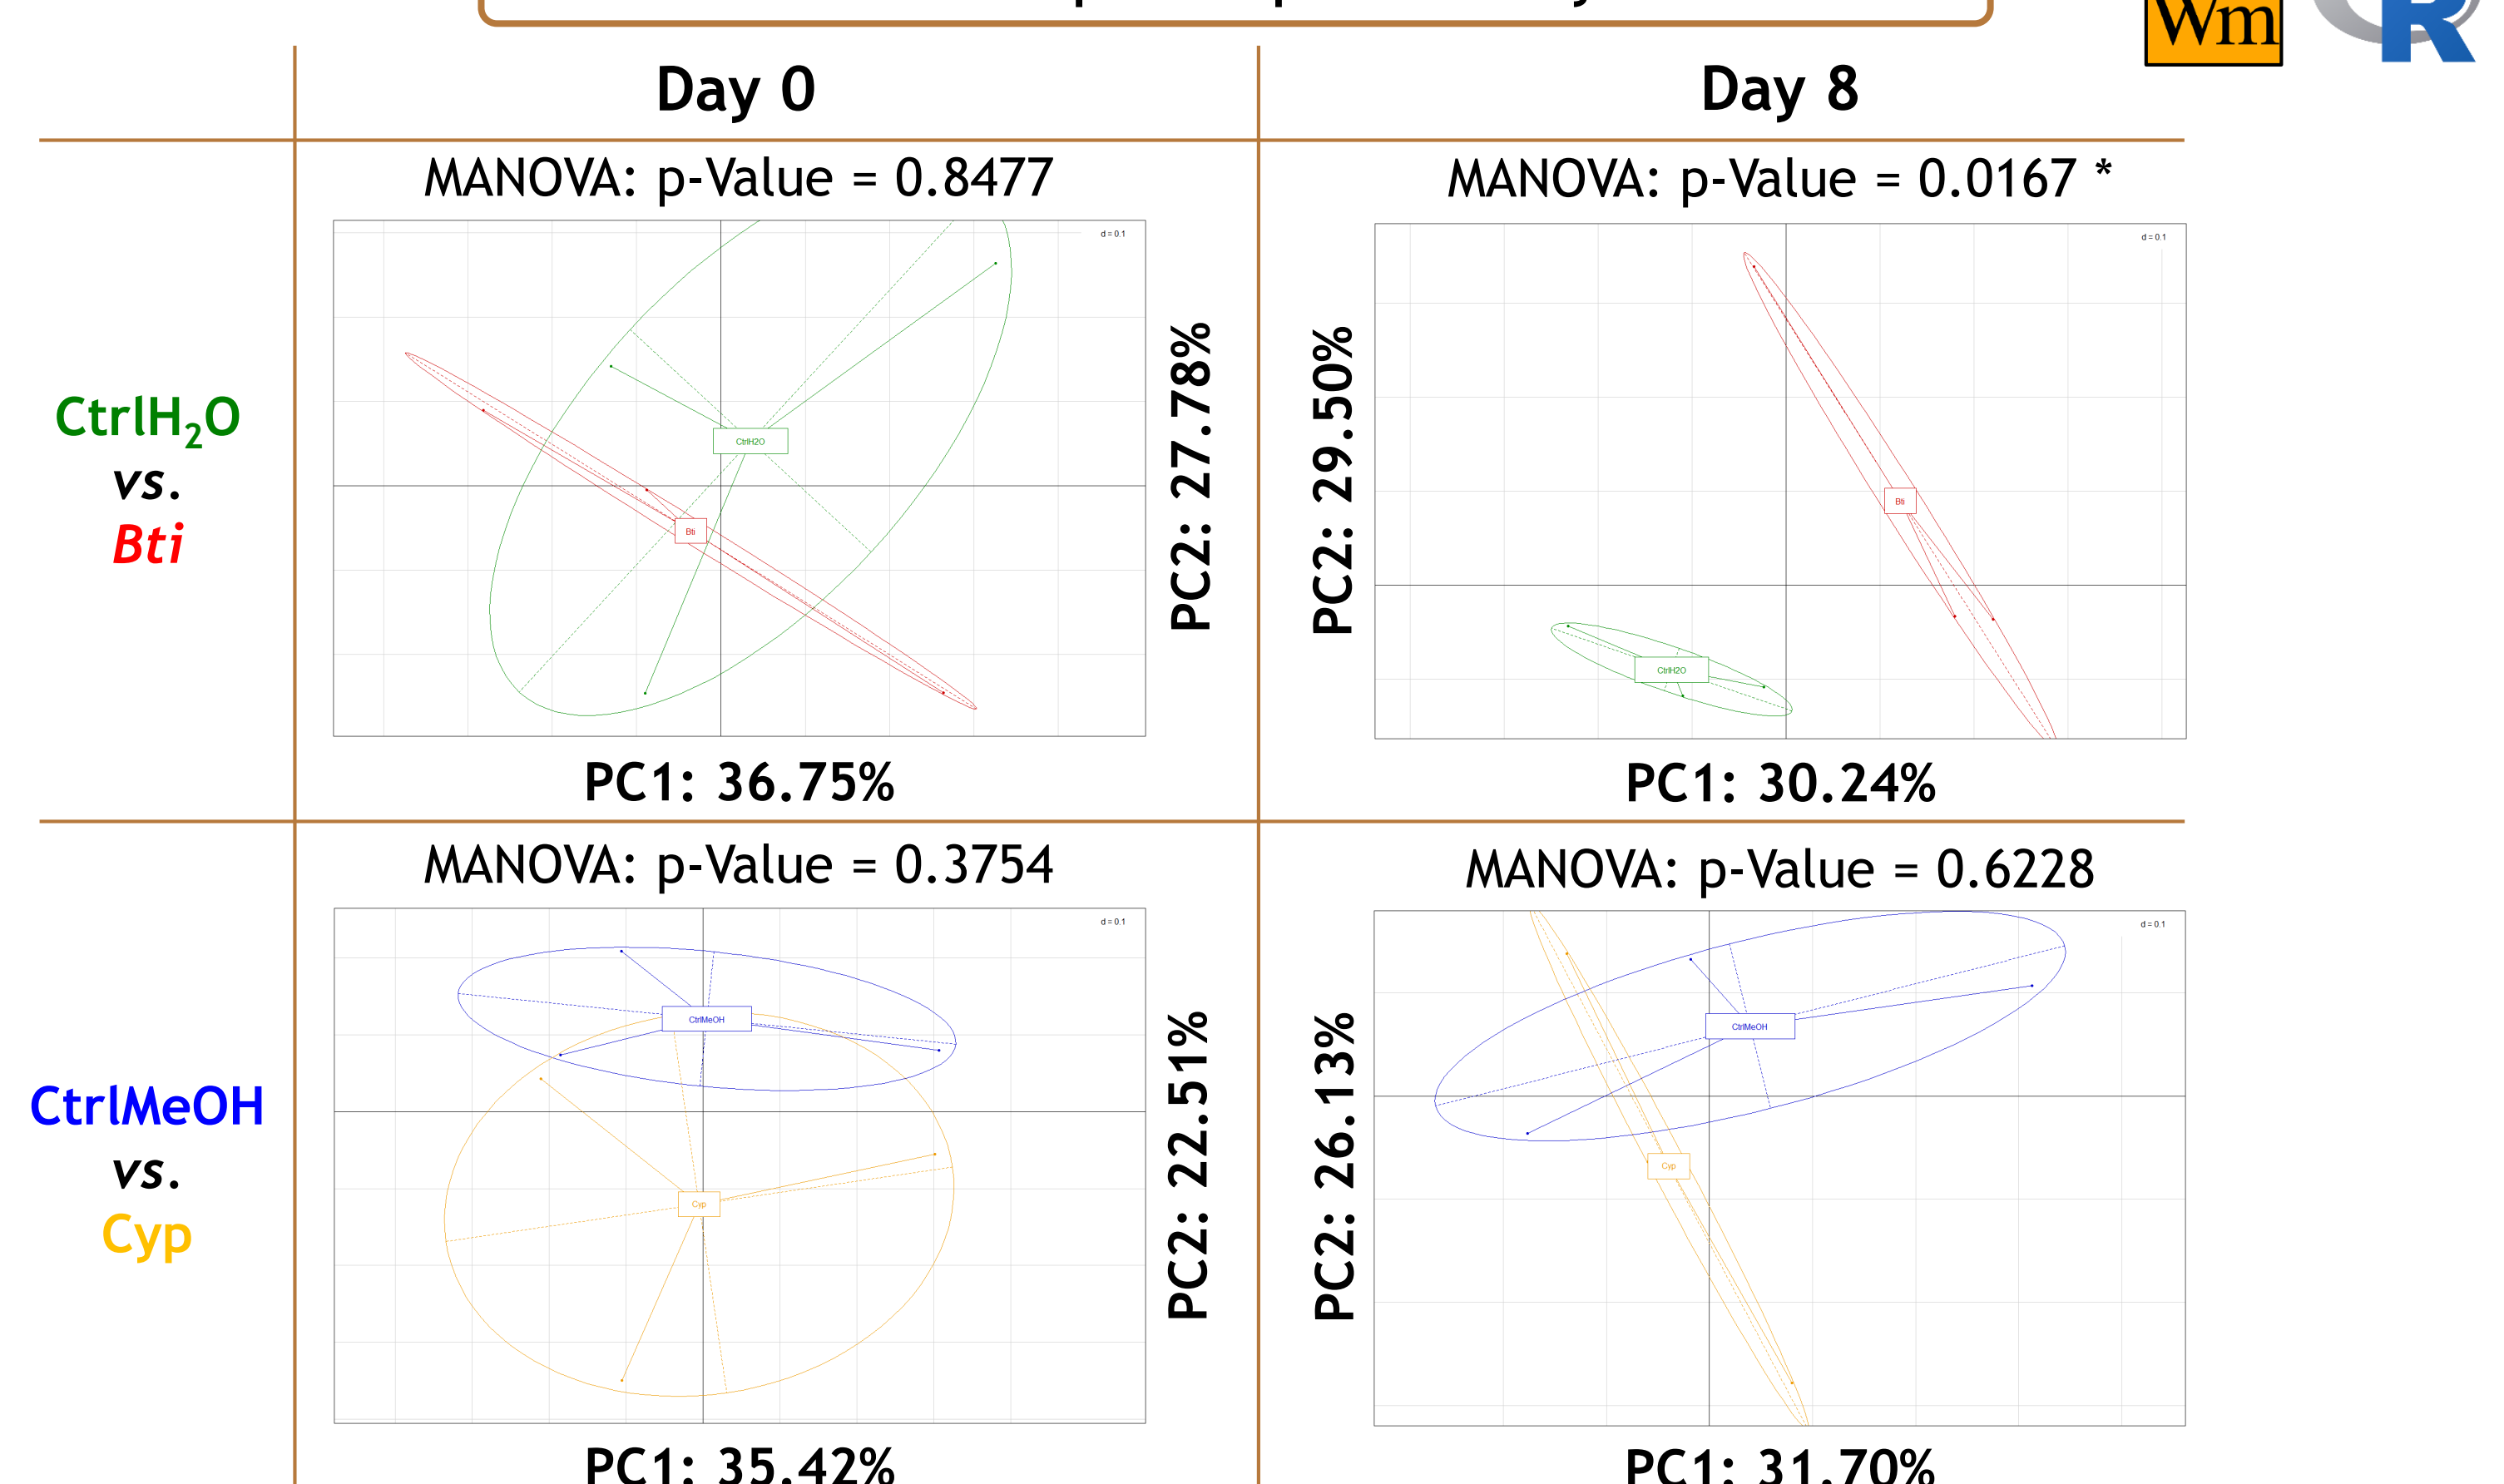 Wm
R
Day 0
Day 8
MANOVA: p-Value = 0.8477
MANOVA: p-Value = 0.0167 *
d = 0.1
d = 0.1
CtrlH₂O
vs.
Bti
CtrlH2O
Bti
PC2: 27.78%
PC2: 29.50%
Bti
CtrlH2O
PC1: 36.75%
PC1: 30.24%
MANOVA: p-Value = 0.3754
MANOVA: p-Value = 0.6228
d = 0.1
d = 0.1
CtrlMeOH
vs.
Cyp
CtrlMeOH
Cyp
PC2: 22.51%
PC2: 26.13%
CtrlMeOH
Cyp
PC1: 35.42%
PC1: 31.70%